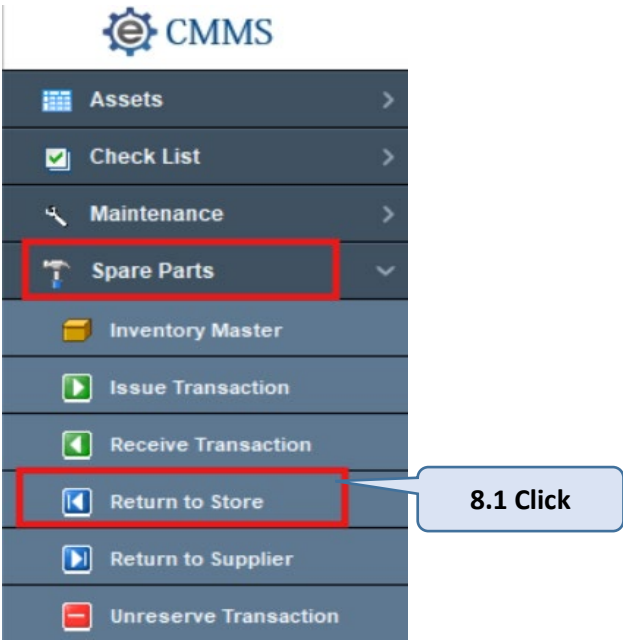 e CMMS
Assets
Check List
Maintenance
Spare Parts
Inventory Master
Issue Transaction
Receive Transaction
Return to Store
8.1 Click
Return to Supplier
Unreserve Transaction